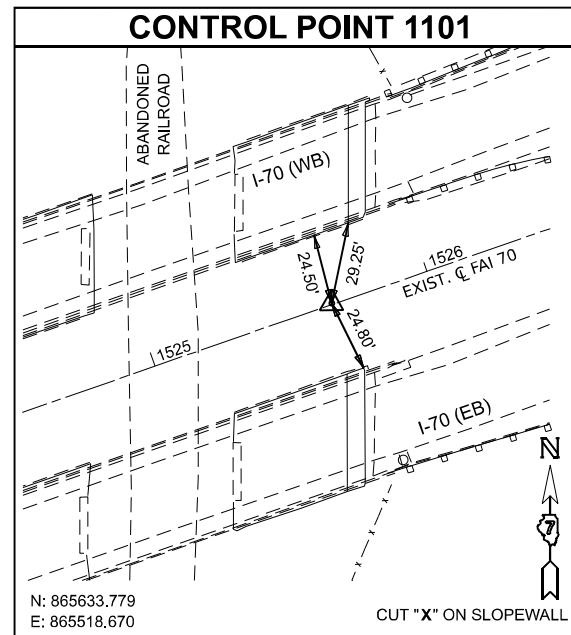 CONTROL POINT 1101
ABANDONED
RAILROAD
I-70 (WB)
24.50'
29.25'
24.80'
1526
EXIST. ℄ FAI 70
1525
I-70 (EB)
N
7
N: 865633.779
E: 865518.670
CUT "X" ON SLOPEWALL